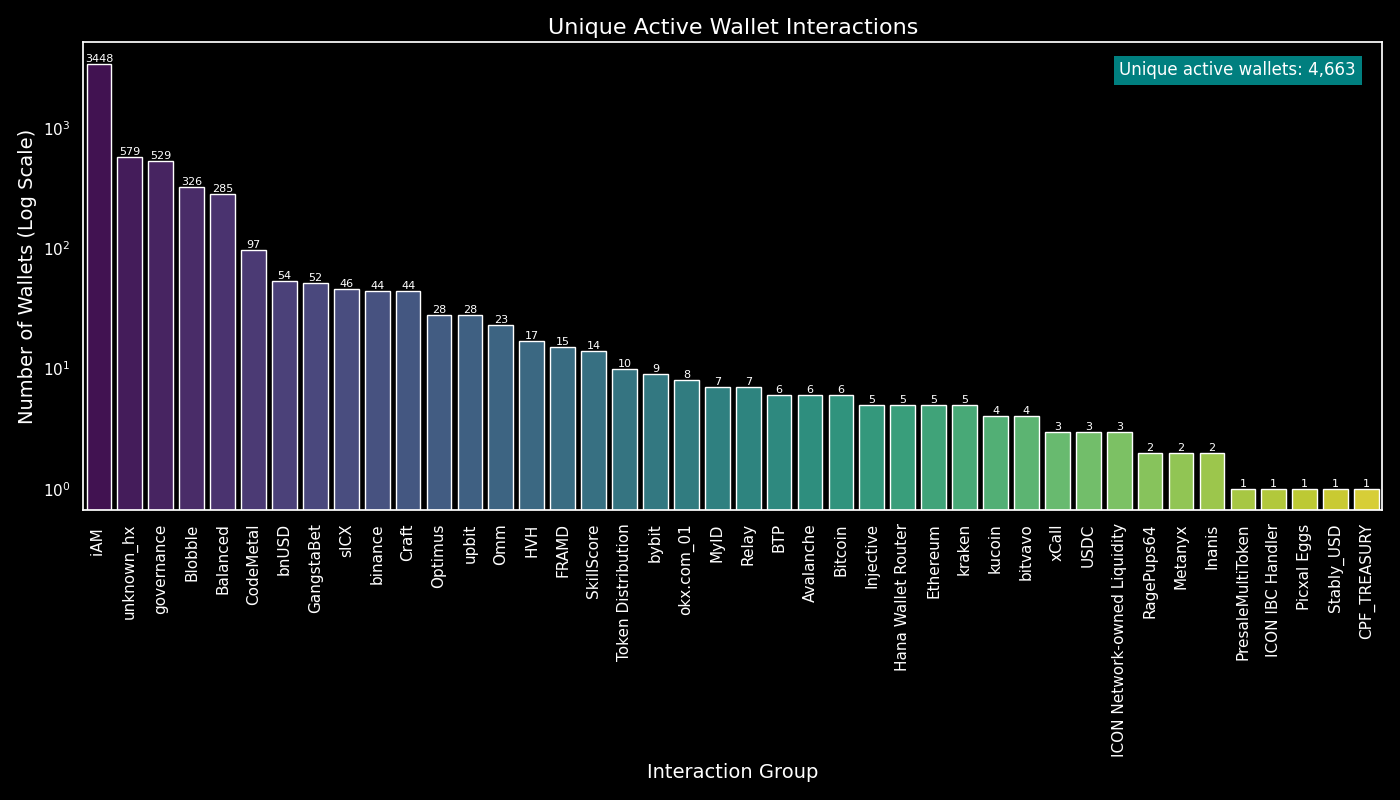 Unique Active Wallet Interactions
Unique active wallets: 4,663
Number of Wallets (Log Scale)
10³
10²
10¹
10⁰
3448
579
529
326
285
97
54
52
46
44
44
28
28
23
17
15
14
10
9
8
7
7
6
6
6
5
5
5
5
4
4
3
3
3
2
2
2
1
1
1
1
1
iAM
unknown_hx
governance
Blobble
Balanced
CodeMetal
bnUSD
GangstaBet
sICX
binance
Craft
Optimus
upbit
Omm
HVH
FRAMD
SkillScore
Token Distribution
bybit
okx.com_01
MyID
Relay
BTP
Avalanche
Bitcoin
Injective
Hana Wallet Router
Ethereum
kraken
kucoin
bitvavo
xCall
USDC
ICON Network-owned Liquidity
RagePups64
Metanyx
Inanis
PresaleMultiToken
ICON IBC Handler
Picxal Eggs
Stably_USD
CPF_TREASURY
Interaction Group